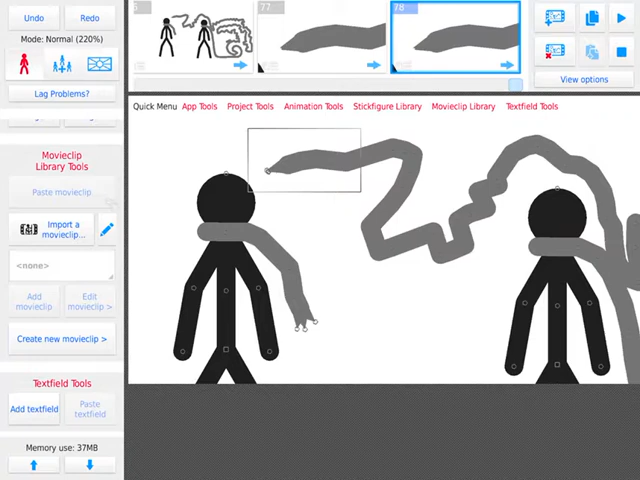 Undo Redo
Mode: Normal (220%)
Lag Problems?
Movieclip
Library Tools
Paste movieclip
Import a
movieclip...
<none>
Add
movieclip
Edit
movieclip >
Create new movieclip >
Textfield Tools
Add textfield
Paste
textfield
Memory use: 37MB
77
78
View options
Quick Menu App Tools Project Tools Animation Tools Stickfigure Library Movieclip Library Textfield Tools